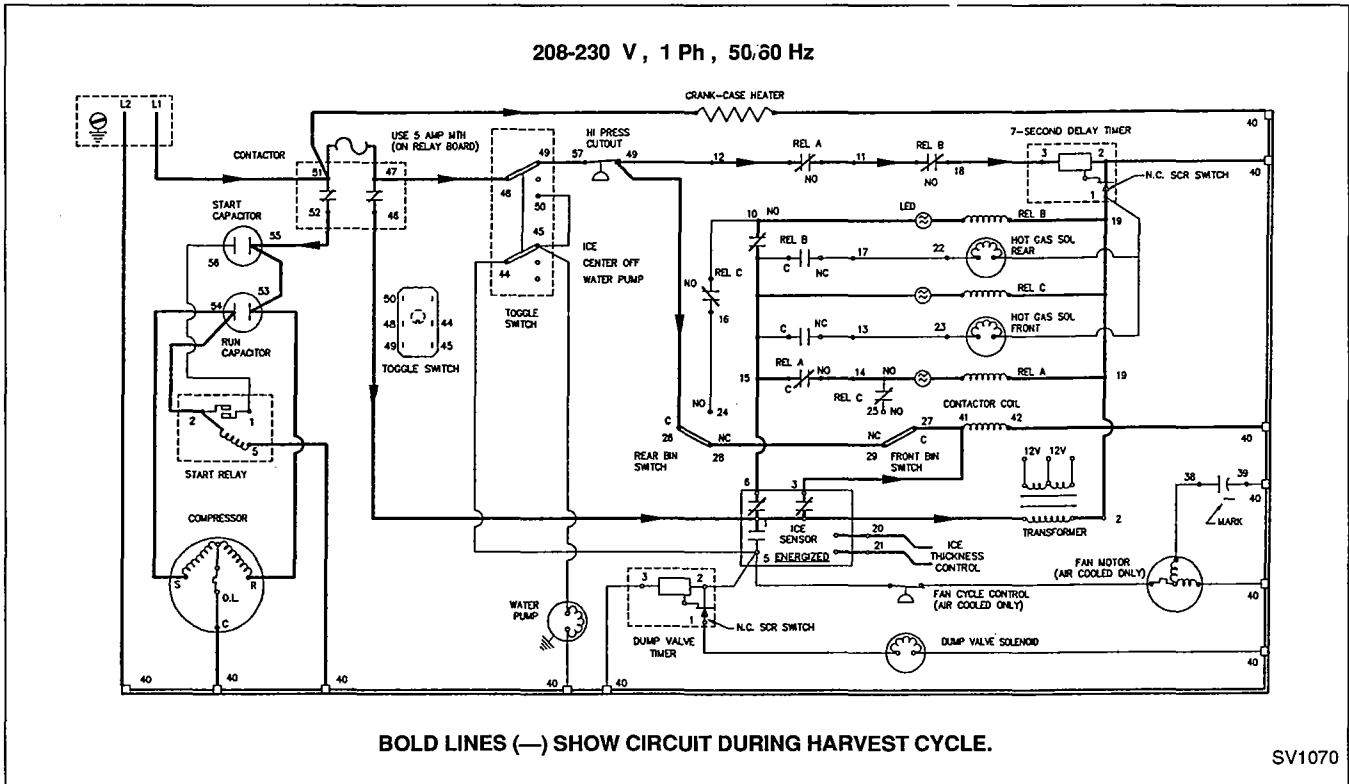 208-230 V , 1 Ph , 50/60 Hz
L2 L1
CRANK-CASE HEATER
40
USE 5 AMP MTH
(ON RELAY BOARD)
HI PRESS
CUTOUT
7-SECOND DELAY TIMER
CONTACTOR
51
47
49
57
49
12
REL A
11
REL B
18
3
2
40
NO
NO
1
N.C. SCR SWITCH
48
50
52
46
START
CAPACITOR
55
56
10
NO
LED
REL B
19
45
ICE
44
CENTER OFF
WATER PUMP
REL B
C
NC
17
22
HOT GAS SOL
REAR
REL C
NO
16
REL C
54
53
RUN
CAPACITOR
50
48
44
49
45
TOGGLE SWITCH
TOGGLE
SWITCH
C
NC
13
23
HOT GAS SOL
FRONT
15
REL A
C
NO
14
NO
REL A
19
REL C
25
NO
NO
24
2
1
5
START RELAY
C
26
NC
28
REAR BIN
SWITCH
NC
29
27
C
FRONT BIN
SWITCH
CONTACTOR COIL
41
42
40
12V 12V
6
3
38
39
40
MARK
COMPRESSOR
1
ICE
SENSOR
5
ENERGIZED
20
21
ICE
THICKNESS
CONTROL
TRANSFORMER
2
S
R
O.L.
C
FAN MOTOR
(AIR COOLED ONLY)
3
2
1
FAN CYCLE CONTROL
(AIR COOLED ONLY)
40
WATER
PUMP
N.C. SCR SWITCH
DUMP VALVE
TIMER
DUMP VALVE SOLENOID
40
40
40
40
40
40
BOLD LINES (—) SHOW CIRCUIT DURING HARVEST CYCLE.
SV1070